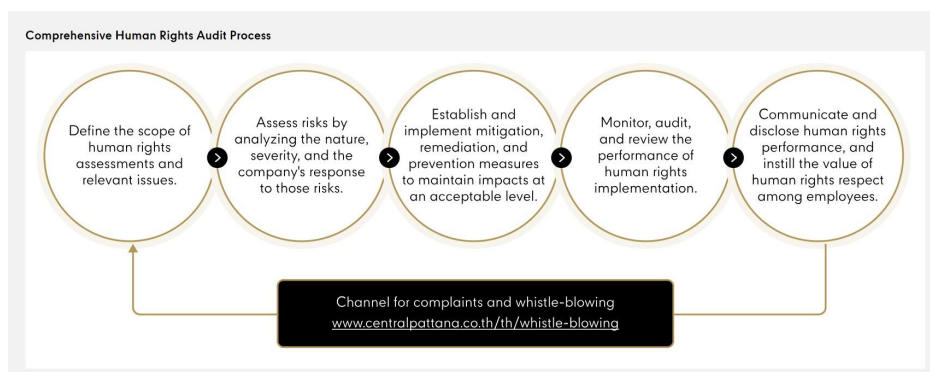 Comprehensive Human Rights Audit Process
Define the scope of
human rights
assessments and
relevant issues.
Assess risks by
analyzing the nature,
severity, and the
company's response
to those risks.
Establish and
implement mitigation,
remediation, and
prevention measures
to maintain impacts at
an acceptable level.
Monitor, audit,
and review the
performance of
human rights
implementation.
Communicate and
disclose human rights
performance, and
instill the value of
human rights respect
among employees.
Channel for complaints and whistle-blowing
www.centralpattana.co.th/th/whistle-blowing